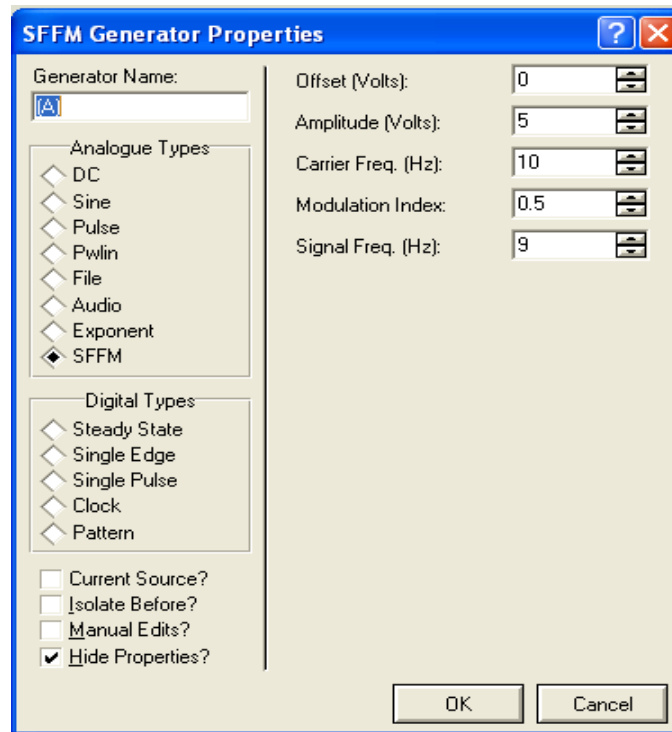 SFFM Generator Properties
Generator Name:
(A)
Analogue Types
DC
Sine
Pulse
Pwlin
File
Audio
Exponent
SFFM
Digital Types
Steady State
Single Edge
Single Pulse
Clock
Pattern
Current Source?
Isolate Before?
Manual Edits?
Hide Properties?
Offset (Volts): 0
Amplitude (Volts): 5
Carrier Freq. (Hz): 10
Modulation Index: 0.5
Signal Freq. (Hz): 9
OK Cancel